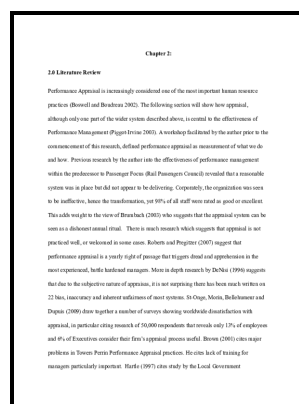 Chapter 2:
2.0 Literature Review
Performance Appraisal is increasingly considered one of the most important human resource
practices (Boswell and Boudreau 2002). The following section will show how appraisal,
although only one part of the wider system described above, is central to the effectiveness of
Performance Management (Piggot-Irvine 2003). A workshop facilitated by the author prior to the
commencement of this research, defined performance appraisal as measurement of what we do
and how. Previous research by the author into the effectiveness of performance management
within the predecessor to Passenger Focus (Rail Passengers Council) revealed that a reasonable
system was in place but did not appear to be delivering. Corporately, the organisation was seen
to be ineffective, hence the transformation, yet 98% of all staff were rated as good or excellent.
This adds weight to the view of Brumbach (2003) who suggests that the appraisal system can be
seen as a dishonest annual ritual. There is much research which suggests that appraisal is not
practiced well, or welcomed in some cases. Roberts and Pregitzer (2007) suggest that
performance appraisal is a yearly right of passage that triggers dread and apprehension in the
most experienced, battle hardened managers. More in depth research by DeNisi (1996) suggests
that due to the subjective nature of appraisal, it is not surprising there has been much written on
22 bias, inaccuracy and inherent unfairness of most systems. St-Onge, Morin, Bellehumeur and
Dupuis (2009) draw together a number of surveys showing worldwide dissatisfaction with
appraisal, in particular citing research of 50,000 respondents that reveals only 13% of employees
and 6% of Executives consider their firm's appraisal process useful. Brown (2001) cites major
problems in Towers Perrin Performance Appraisal practices. He cites lack of training for
managers particularly important. Hartle (1997) cites study by the Local Government